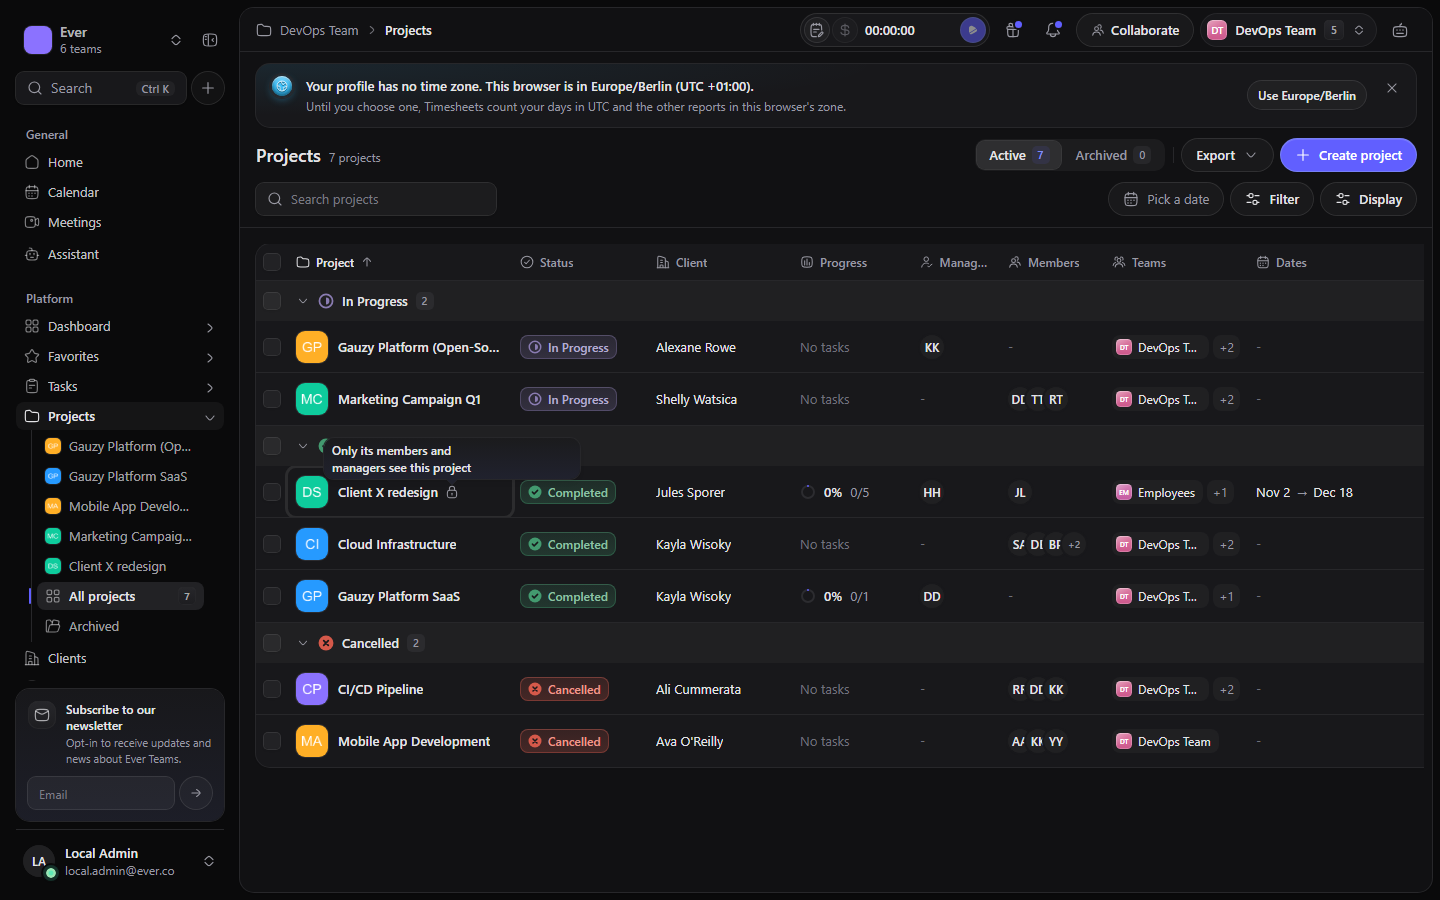 Ever
6 teams
Search
Ctrl K
General
Home
Calendar
Meetings
Assistant
Platform
Dashboard
Favorites
Tasks
Projects
Gauzy Platform (Op...
Gauzy Platform SaaS
Mobile App Develo...
Marketing Campaig...
Client X redesign
All projects 7
Archived
Clients
Subscribe to our
newsletter
Opt-in to receive updates and
news about Ever Teams.
Email
LA
Local Admin
local.admin@ever.co
DevOps Team > Projects
00:00:00
Collaborate
DT DevOps Team 5
Your profile has no time zone. This browser is in Europe/Berlin (UTC +01:00).
Until you choose one, Timesheets count your days in UTC and the other reports in this browser's zone.
Use Europe/Berlin
Projects 7 projects
Active 7
Archived 0
Export
Create project
Search projects
Pick a date
Filter
Display
Project Status Client Progress Manag... Members Teams Dates
In Progress 2
GP Gauzy Platform (Open-So... In Progress Alexane Rowe No tasks KK - DT DevOps T... +2 -
MC Marketing Campaign Q1 In Progress Shelly Watsica No tasks - DD TT RT DT DevOps T... +2 -
Only its members and
managers see this project
DS Client X redesign Completed Jules Sporer 0% 0/5 HH JL EM Employees +1 Nov 2 → Dec 18
CI Cloud Infrastructure Completed Kayla Wisoky No tasks - +2 DT DevOps T... +2 -
GP Gauzy Platform SaaS Completed Kayla Wisoky 0% 0/1 DD - DT DevOps T... +1 -
Cancelled 2
CP CI/CD Pipeline Cancelled Ali Cummerata No tasks - KK DT DevOps T... +2 -
MA Mobile App Development Cancelled Ava O'Reilly No tasks - YY DT DevOps Team -